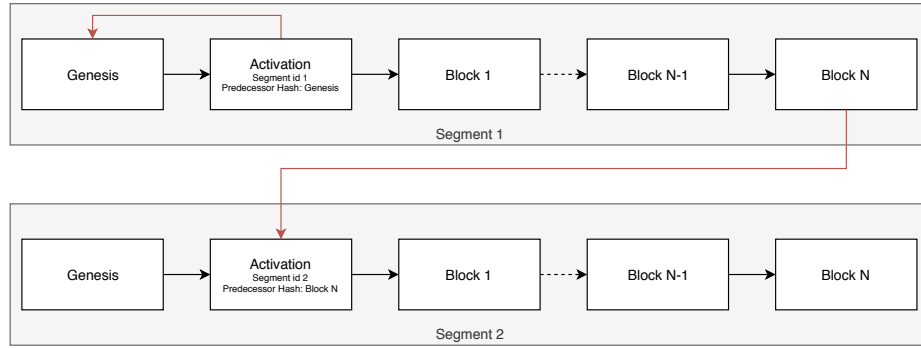 Genesis
Activation
Segment id 1
Predecessor Hash: Genesis
Block 1
Block N-1
Block N
Segment 1
Genesis
Activation
Segment id 2
Predecessor Hash: Block N
Block 1
Block N-1
Block N
Segment 2